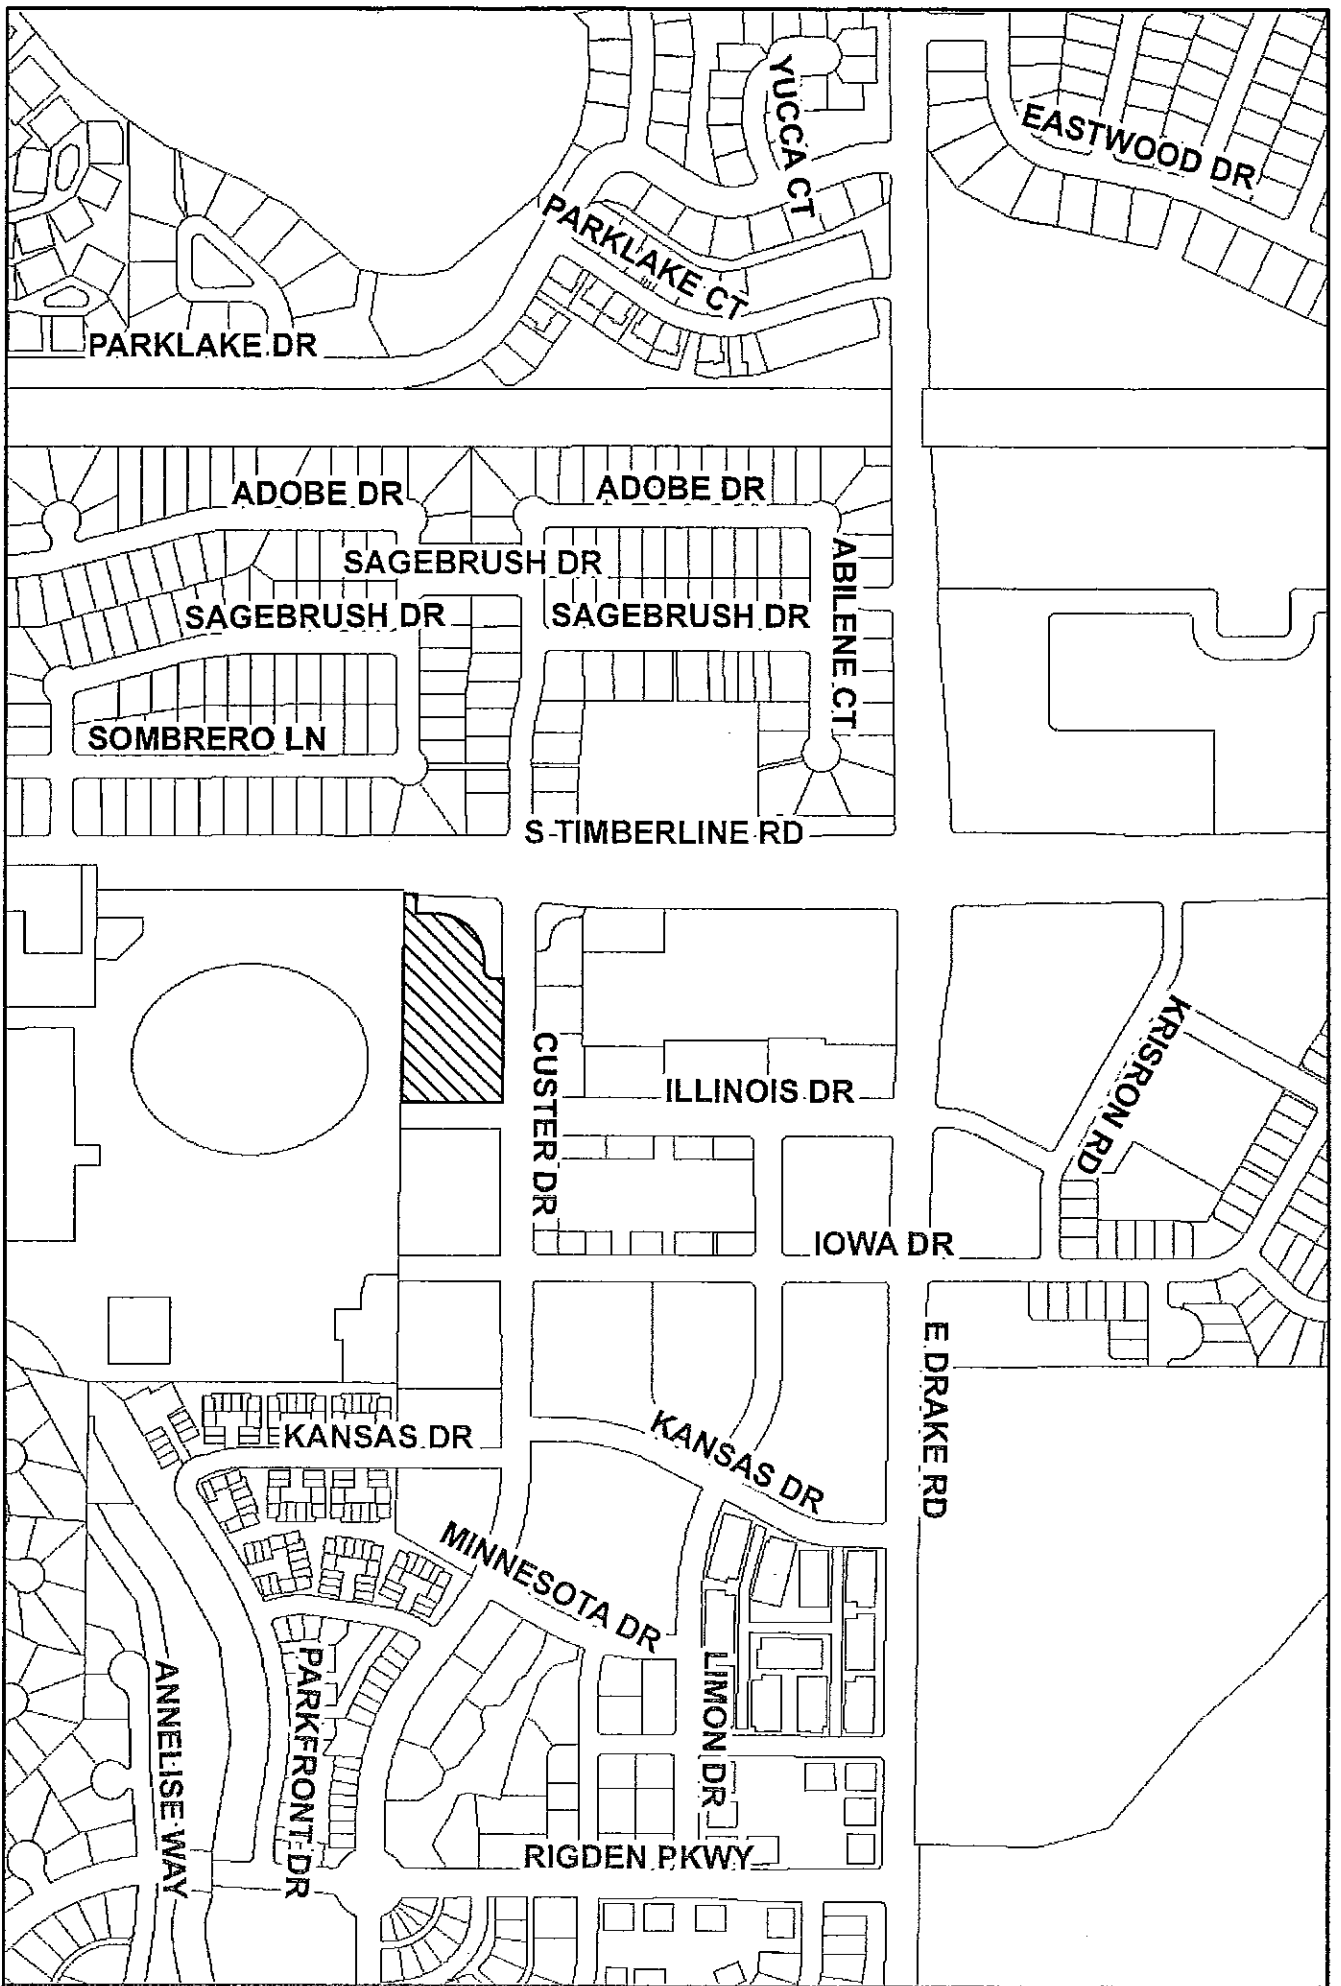 YUCCA CT
EASTWOOD DR
PARKLAKE CT
PARKLAKE DR
ADOBE DR
ADOBE DR
SAGEBRUSH DR
ABILENE CT
SAGEBRUSH DR
SAGEBRUSH DR
SOMBRERO LN
S TIMBERLINE RD
KRISRON RD
CUSTER DR
ILLINOIS DR
IOWA DR
E DRAKE RD
KANSAS DR
KANSAS DR
MINNESOTA DR
PARKFRONT DR
LIMON DR
ANNELISE WAY
RIGDEN PKWY